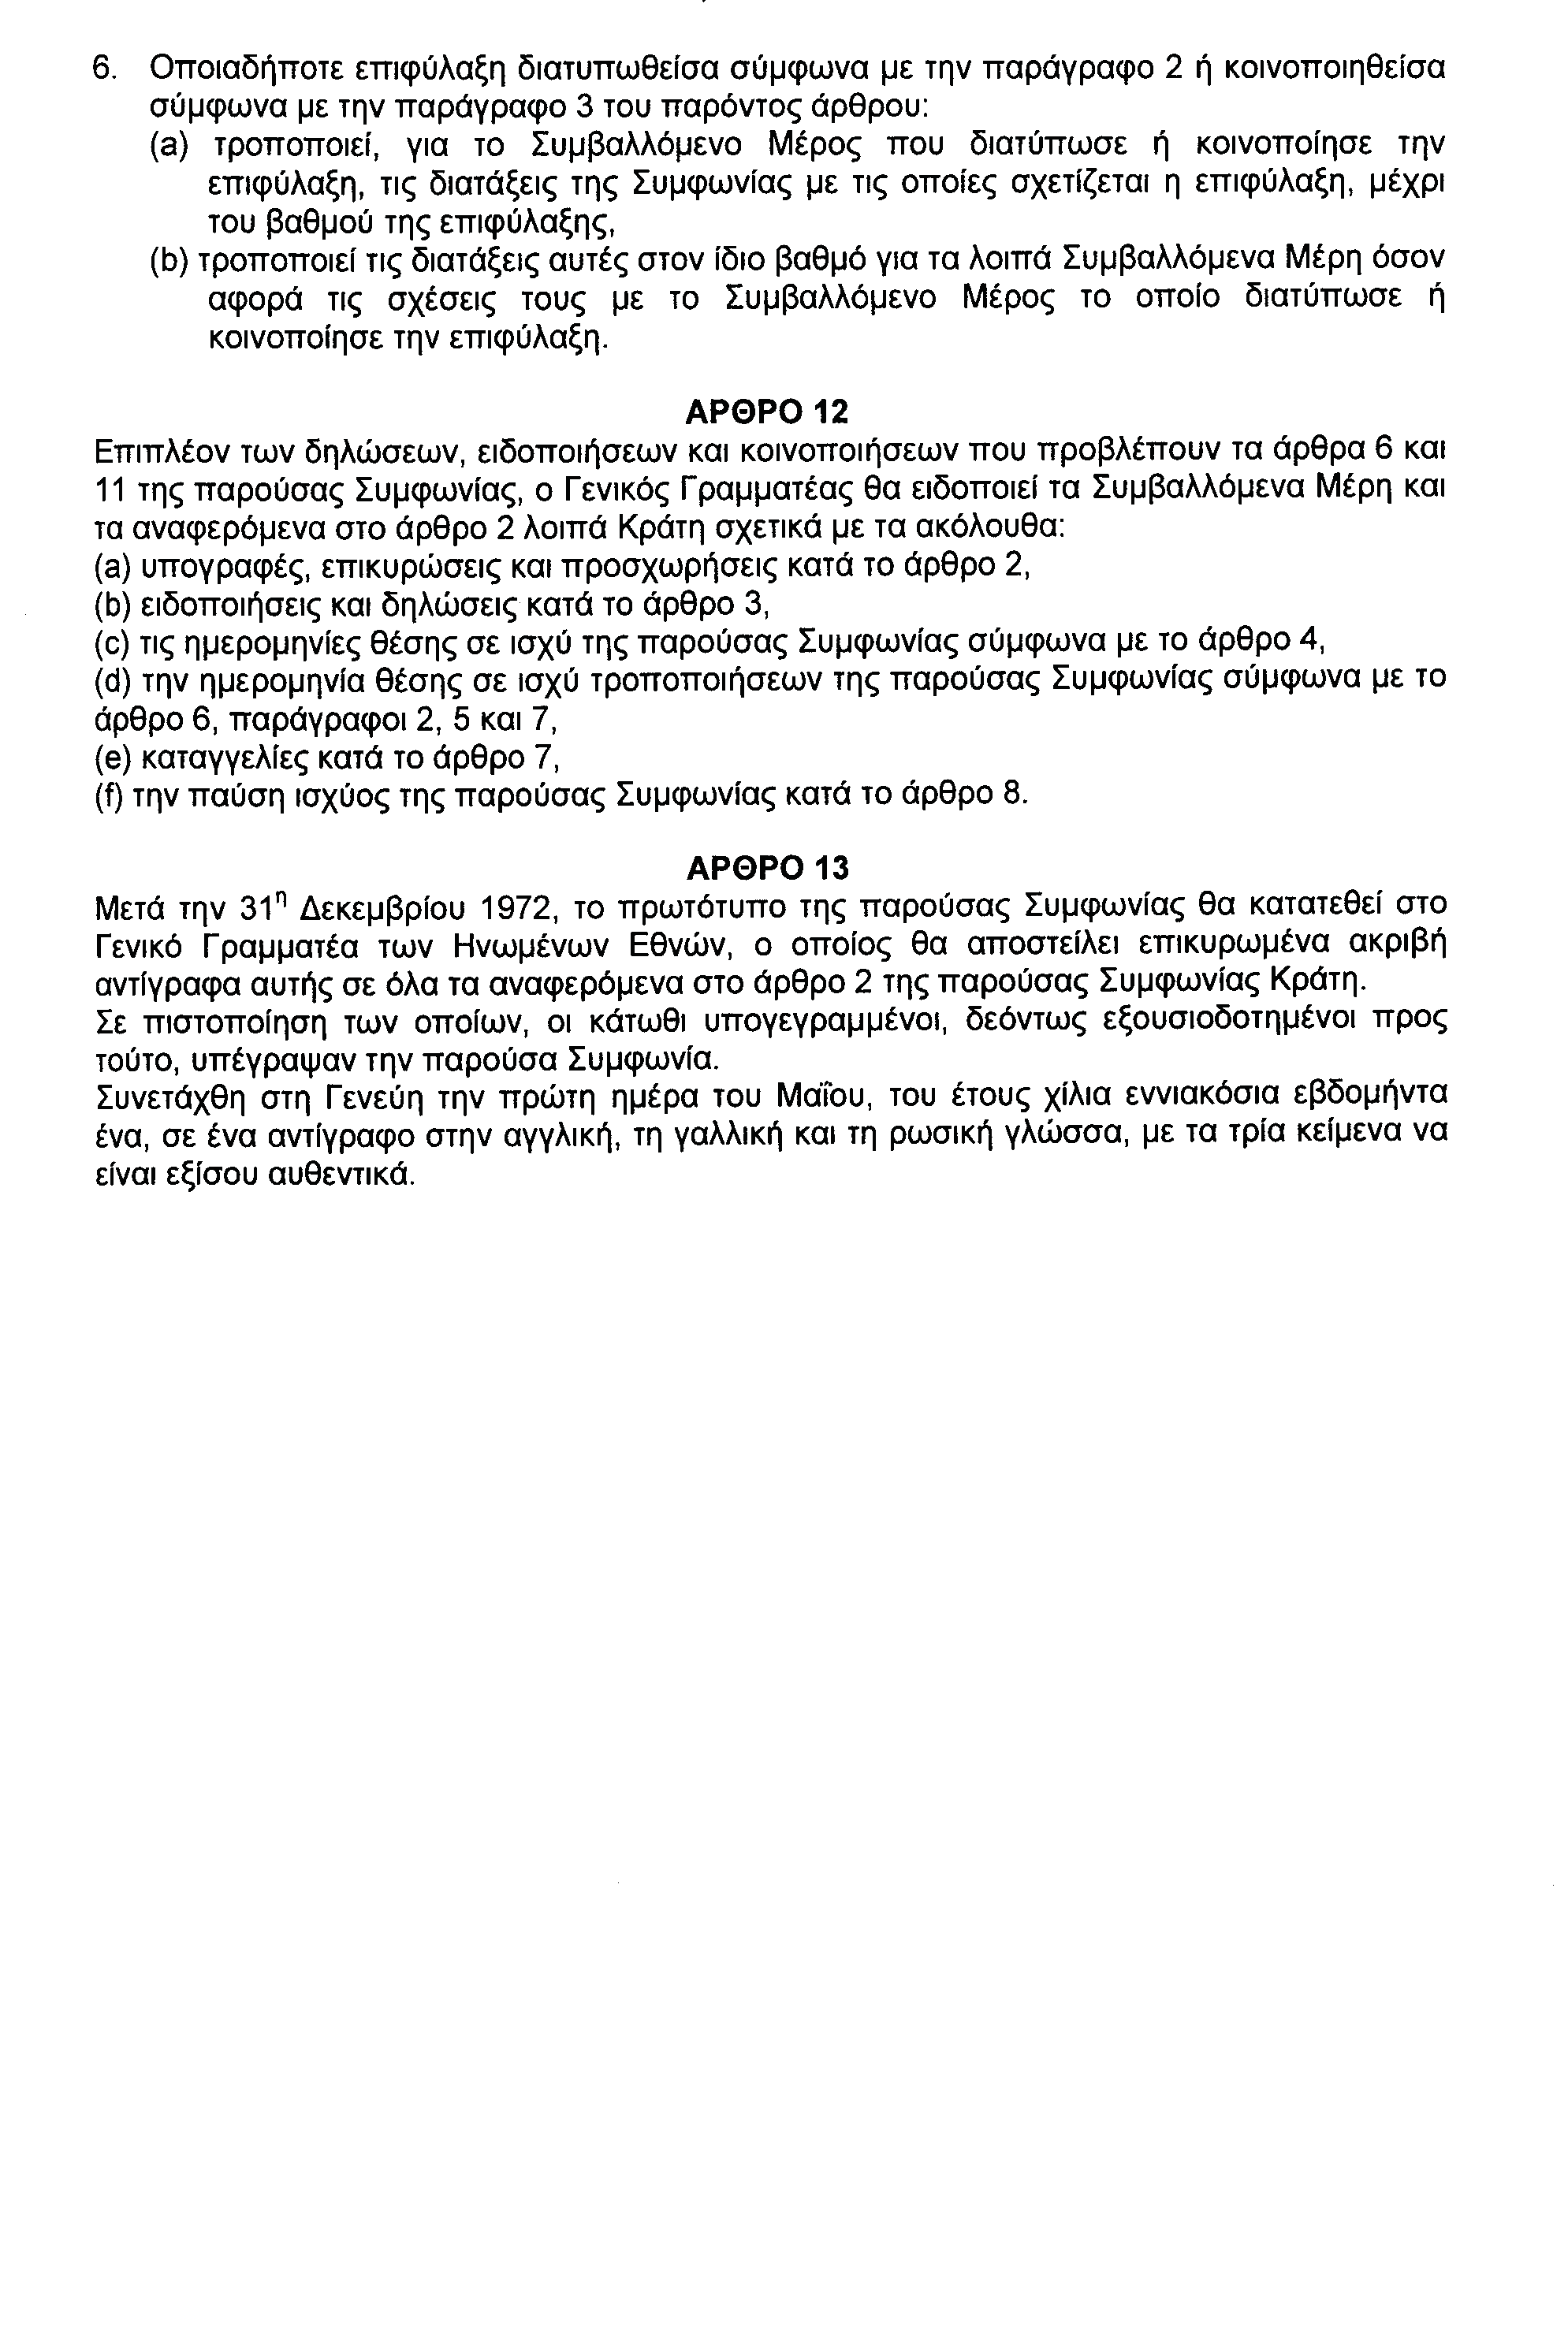 6. Οποιαδήποτε επιφύλαξη διατυπωθείσα σύμφωνα με την παράγραφο 2 ή κοινοποιηθείσα
σύμφωνα με την παράγραφο 3 του παρόντος άρθρου:
(a) τροποποιεί, για το Συμβαλλόμενο Μέρος που διατύπωσε ή κοινοποίησε την
επιφύλαξη, τις διατάξεις της Συμφωνίας με τις οποίες σχετίζεται η επιφύλαξη, μέχρι
του βαθμού της επιφύλαξης,
(b) τροποποιεί τις διατάξεις αυτές στον ίδιο βαθμό για τα λοιπά Συμβαλλόμενα Μέρη όσον
αφορά τις σχέσεις τους με το Συμβαλλόμενο Μέρος το οποίο διατύπωσε ή
κοινοποίησε την επιφύλαξη.
ΑΡΘΡΟ 12
Επιπλέον των δηλώσεων, ειδοποιήσεων και κοινοποιήσεων που προβλέπουν τα άρθρα 6 και
11 της παρούσας Συμφωνίας, ο Γενικός Γραμματέας θα ειδοποιεί τα Συμβαλλόμενα Μέρη και
τα αναφερόμενα στο άρθρο 2 λοιπά Κράτη σχετικά με τα ακόλουθα:
(a) υπογραφές, επικυρώσεις και προσχωρήσεις κατά το άρθρο 2,
(b) ειδοποιήσεις και δηλώσεις κατά το άρθρο 3,
(c) τις ημερομηνίες θέσης σε ισχύ της παρούσας Συμφωνίας σύμφωνα με το άρθρο 4,
(d) την ημερομηνία θέσης σε ισχύ τροποποιήσεων της παρούσας Συμφωνίας σύμφωνα με το
άρθρο 6, παράγραφοι 2, 5 και 7,
(e) καταγγελίες κατά το άρθρο 7,
(f) την παύση ισχύος της παρούσας Συμφωνίας κατά το άρθρο 8.
ΑΡΘΡΟ 13
Μετά την 31η Δεκεμβρίου 1972, το πρωτότυπο της παρούσας Συμφωνίας θα κατατεθεί στο
Γενικό Γραμματέα των Ηνωμένων Εθνών, ο οποίος θα αποστείλει επικυρωμένα ακριβή
αντίγραφα αυτής σε όλα τα αναφερόμενα στο άρθρο 2 της παρούσας Συμφωνίας Κράτη.
Σε πιστοποίηση των οποίων, οι κάτωθι υπογεγραμμένοι, δεόντως εξουσιοδοτημένοι προς
τούτο, υπέγραψαν την παρούσα Συμφωνία.
Συνετάχθη στη Γενεύη την πρώτη ημέρα του Μαΐου, του έτους χίλια εννιακόσια εβδομήντα
ένα, σε ένα αντίγραφο στην αγγλική, τη γαλλική και τη ρωσική γλώσσα, με τα τρία κείμενα να
είναι εξίσου αυθεντικά.